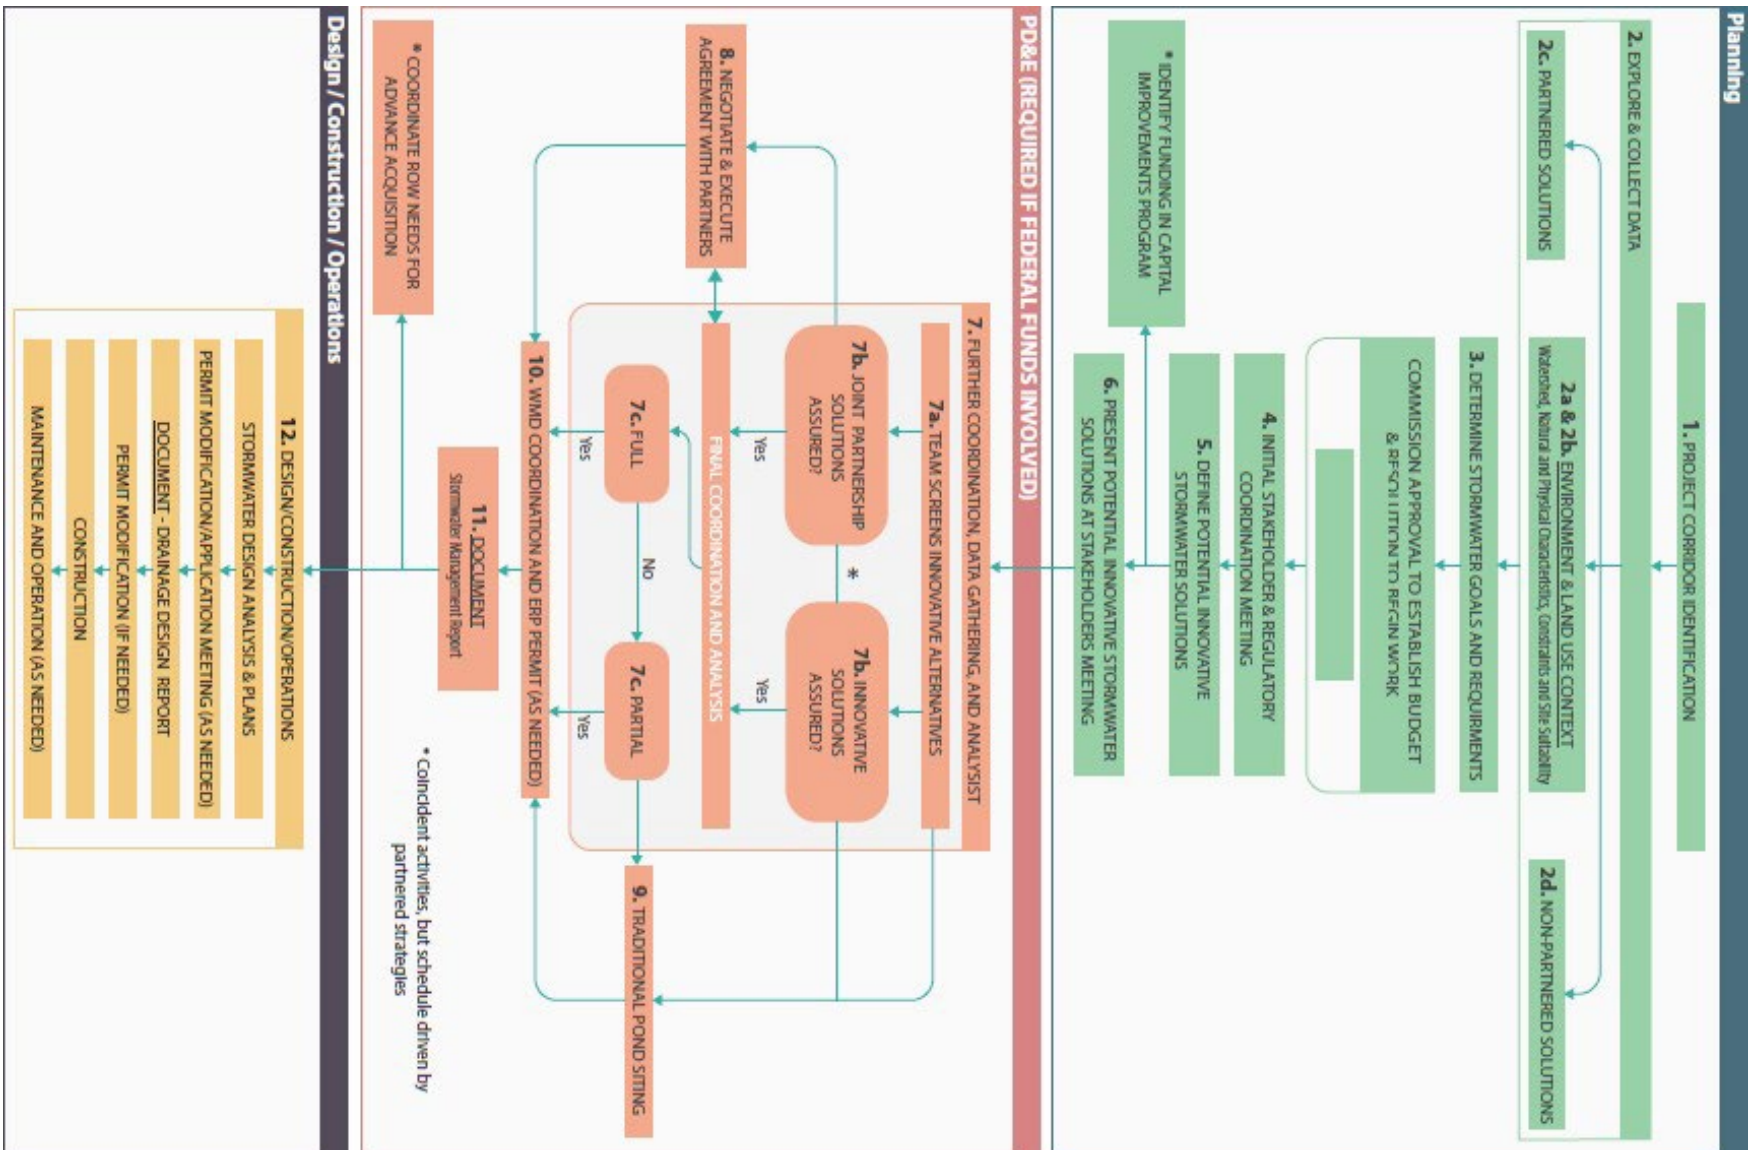 Planning
1. PROJECT CORRIDOR IDENTIFICATION
2. EXPLORE & COLLECT DATA
2c. PARTNERED SOLUTIONS
2a & 2b. ENVIRONMENT & LAND USE CONTEXT
Watershed, Natural and Physical Characteristics, Constraints and Site Suitability
2d. NON-PARTNERED SOLUTIONS
3. DETERMINE STORMWATER GOALS AND REQUIRMENTS
COMMISSION APPROVAL TO ESTABLISH BUDGET
& RESOLUTION TO BEGIN WORK
4. INITIAL STAKEHOLDER & REGULATORY
COORDINATION MEETING
5. DEFINE POTENTIAL INNOVATIVE
STORMWATER SOLUTIONS
* IDENTIFY FUNDING IN CAPITAL
IMPROVEMENTS PROGRAM
6. PRESENT POTENTIAL INNOVATIVE STORMWATER
SOLUTIONS AT STAKEHOLDERS MEETING
PD&E (REQUIRED IF FEDERAL FUNDS INVOLVED)
7. FURTHER COORDINATION, DATA GATHERING, AND ANALYSIST
7a. TEAM SCREENS INNOVATIVE ALTERNATIVES
7b. JOINT PARTNERSHIP
SOLUTIONS
ASSURED?
*
7b. INNOVATIVE
SOLUTIONS
ASSURED?
Yes
Yes
8. NEGOTIATE & EXECUTE
AGREEMENT WITH PARTNERS
FINAL COORDINATION AND ANALYSIS
7c. FULL
No
7c. PARTIAL
9. TRADITIONAL POND SITING
Yes
Yes
10. WMD COORDINATION AND ERP PERMIT (AS NEEDED)
11. DOCUMENT
Stormwater Management Report
* COORDINATE ROW NEEDS FOR
ADVANCE ACQUISITION
* Coincident activities, but schedule driven by
partnered strategies
Design / Construction / Operations
12. DESIGN/CONSTRUCTION/OPERATIONS
STORMWATER DESIGN ANALYSIS & PLANS
PERMIT MODIFICATION/APPLICATION MEETING (AS NEEDED)
DOCUMENT - DRAINAGE DESIGN REPORT
PERMIT MODIFICATION (IF NEEDED)
CONSTRUCTION
MAINTENANCE AND OPERATION (AS NEEDED)